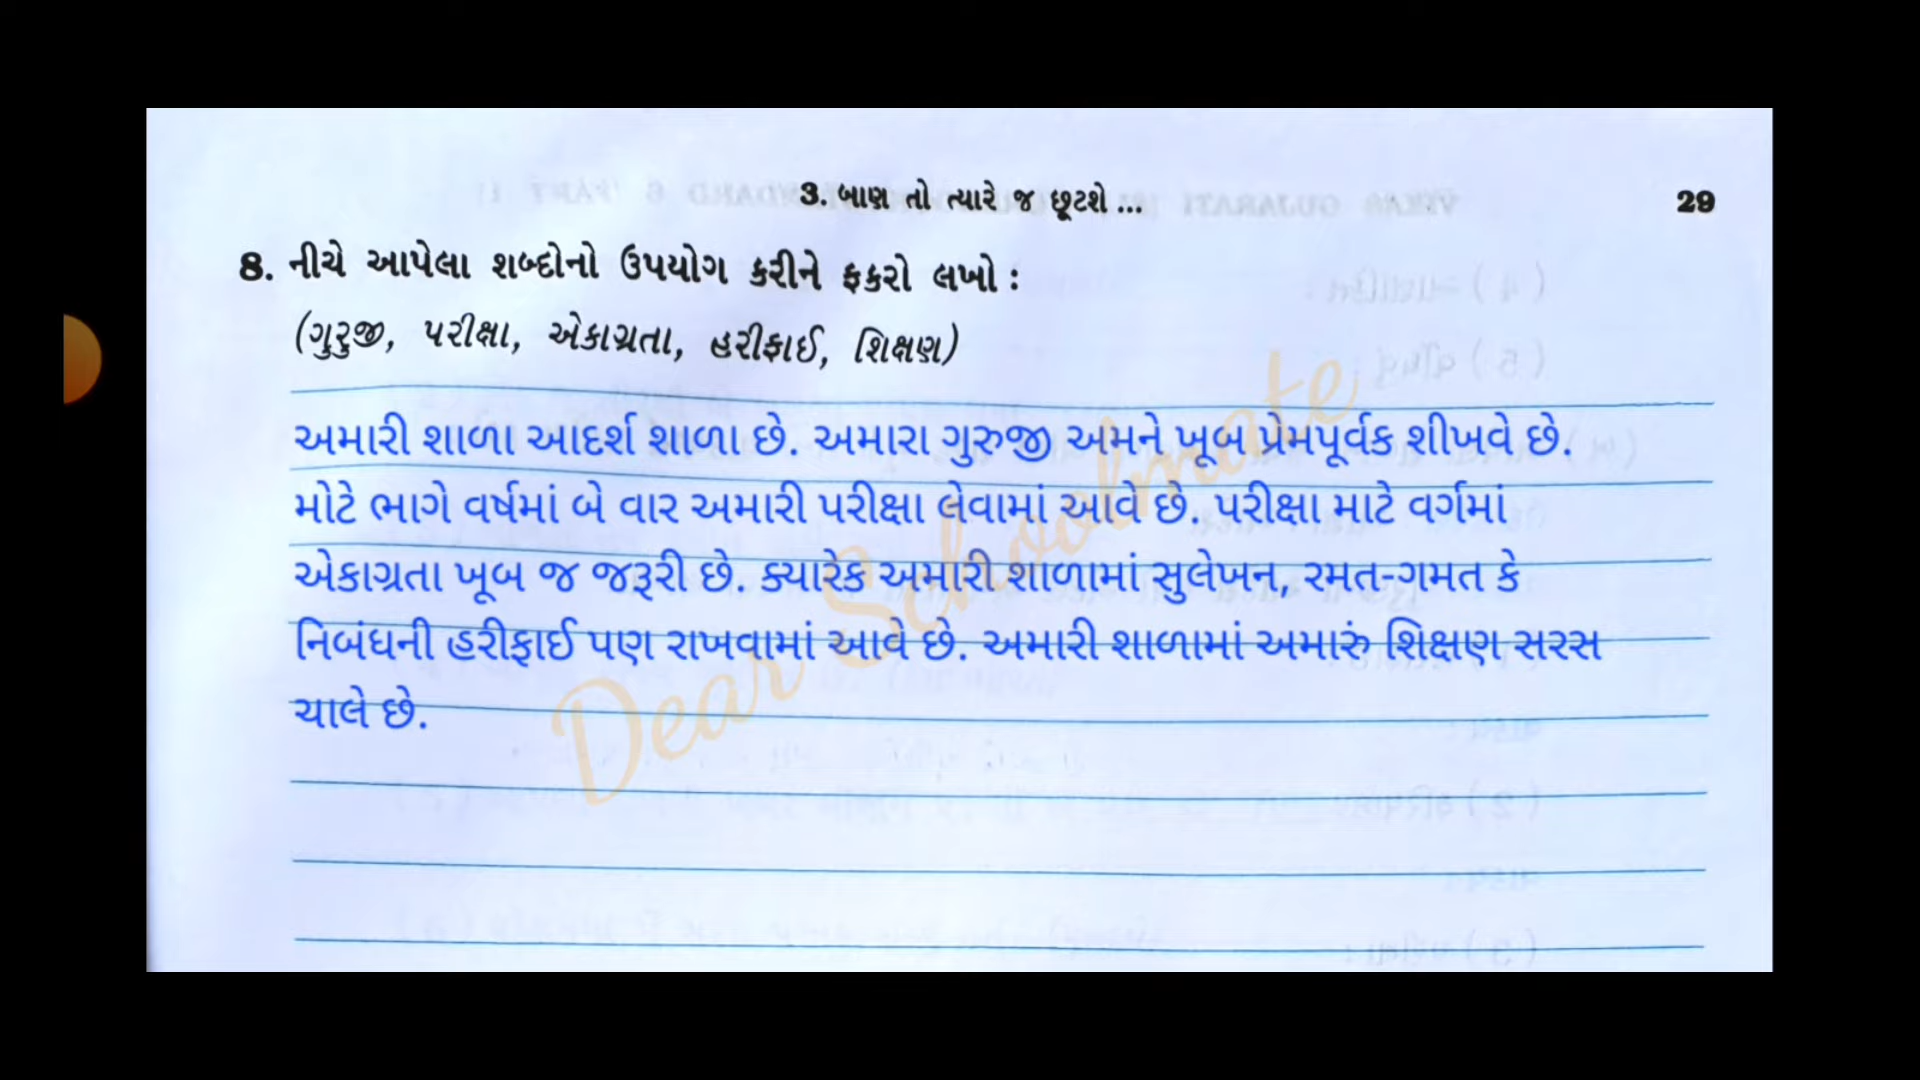 3. બાણ તો ત્યારે જ છૂટશે ... 29
8. નીચે આપેલા શબ્દોનો ઉપયોગ કરીને ફકરો લખો :
(ગુરુજી, પરીક્ષા, એકાગ્રતા, હરીફાઈ, શિક્ષણ)
અમારી શાળા આદર્શ શાળા છે. અમારા ગુરુજી અમને ખૂબ પ્રેમપૂર્વક શીખવે છે.
મોટે ભાગે વર્ષમાં બે વાર અમારી પરીક્ષા લેવામાં આવે છે. પરીક્ષા માટે વર્ગમાં
એકાગ્રતા ખૂબ જ જરૂરી છે. ક્યારેક અમારી શાળામાં સુલેખન, રમત-ગમત કે
નિબંધની હરીફાઈ પણ રાખવામાં આવે છે. અમારી શાળામાં અમારું શિક્ષણ સરસ
ચાલે છે.
Dear Schoolmate